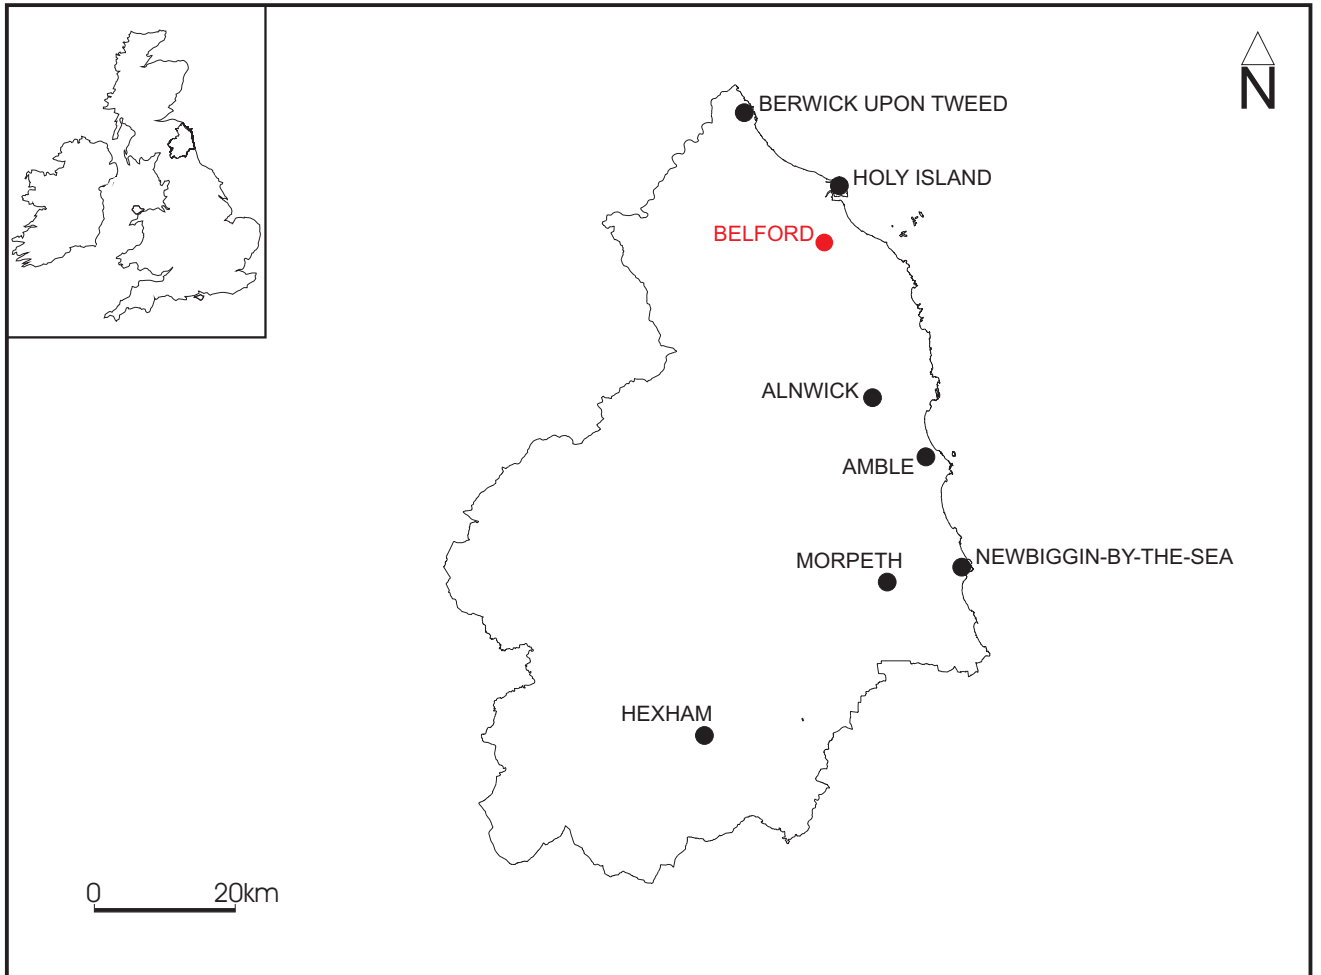 N
BERWICK UPON TWEED
HOLY ISLAND
BELFORD
ALNWICK
AMBLE
NEWBIGGIN-BY-THE-SEA
MORPETH
HEXHAM
0 20km